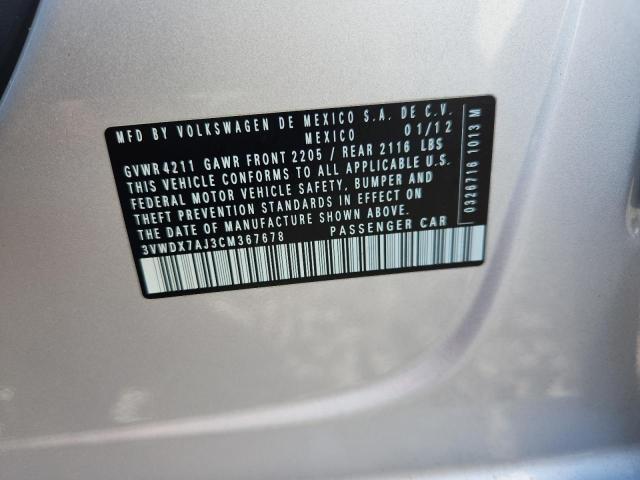 MFD BY VOLKSWAGEN DE MEXICO S.A. DE C.V.
MEXICO 01/12
GVWR 4211 GAWR FRONT 2205 / REAR 2116 LBS
THIS VEHICLE CONFORMS TO ALL APPLICABLE U.S.
FEDERAL MOTOR VEHICLE SAFETY, BUMPER AND
THEFT PREVENTION STANDARDS IN EFFECT ON
THE DATE OF MANUFACTURE SHOWN ABOVE.
3VWDX7AJ3CM367678 PASSENGER CAR
0326716 1013 M